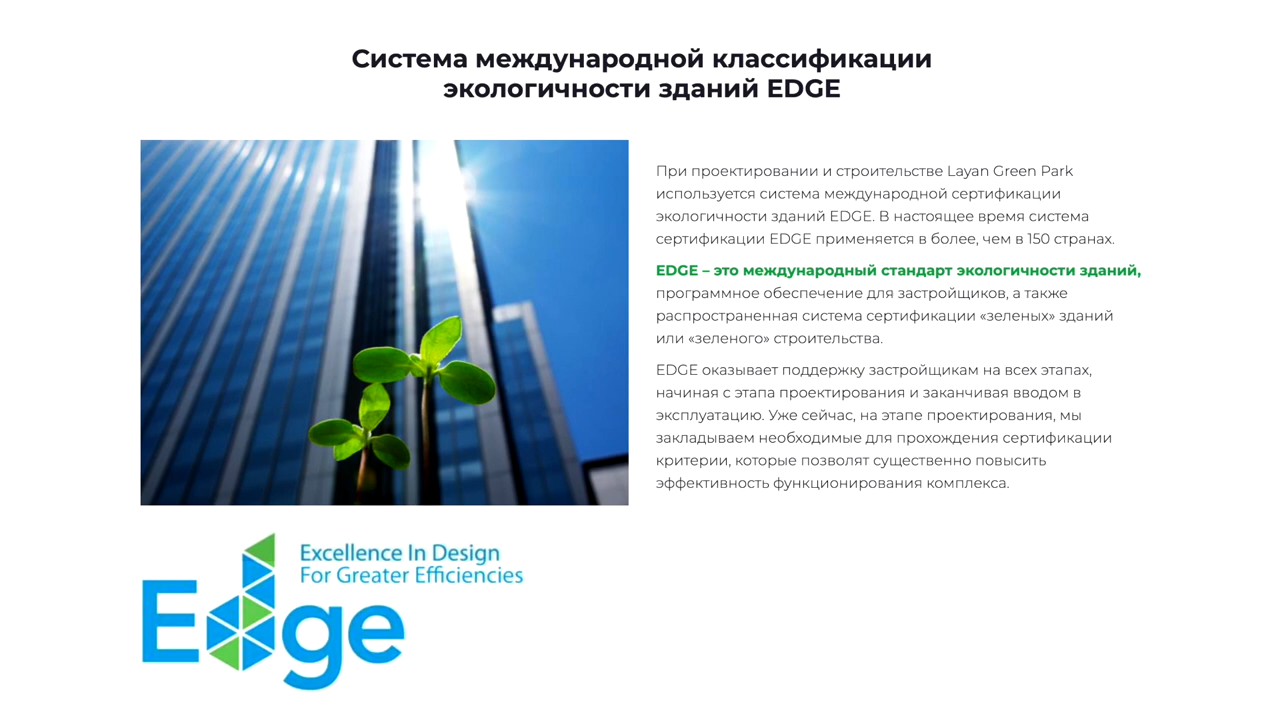 Система международной классификации
экологичности зданий EDGE
При проектировании и строительстве Layan Green Park
используется система международной сертификации
экологичности зданий EDGE. В настоящее время система
сертификации EDGE применяется в более, чем в 150 странах.
EDGE – это международный стандарт экологичности зданий,
программное обеспечение для застройщиков, а также
распространенная система сертификации «зеленых» зданий
или «зеленого» строительства.
EDGE оказывает поддержку застройщикам на всех этапах,
начиная с этапа проектирования и заканчивая вводом в
эксплуатацию. Уже сейчас, на этапе проектирования, мы
закладываем необходимые для прохождения сертификации
критерии, которые позволят существенно повысить
эффективность функционирования комплекса.
Excellence In Design
For Greater Efficiencies
Edge